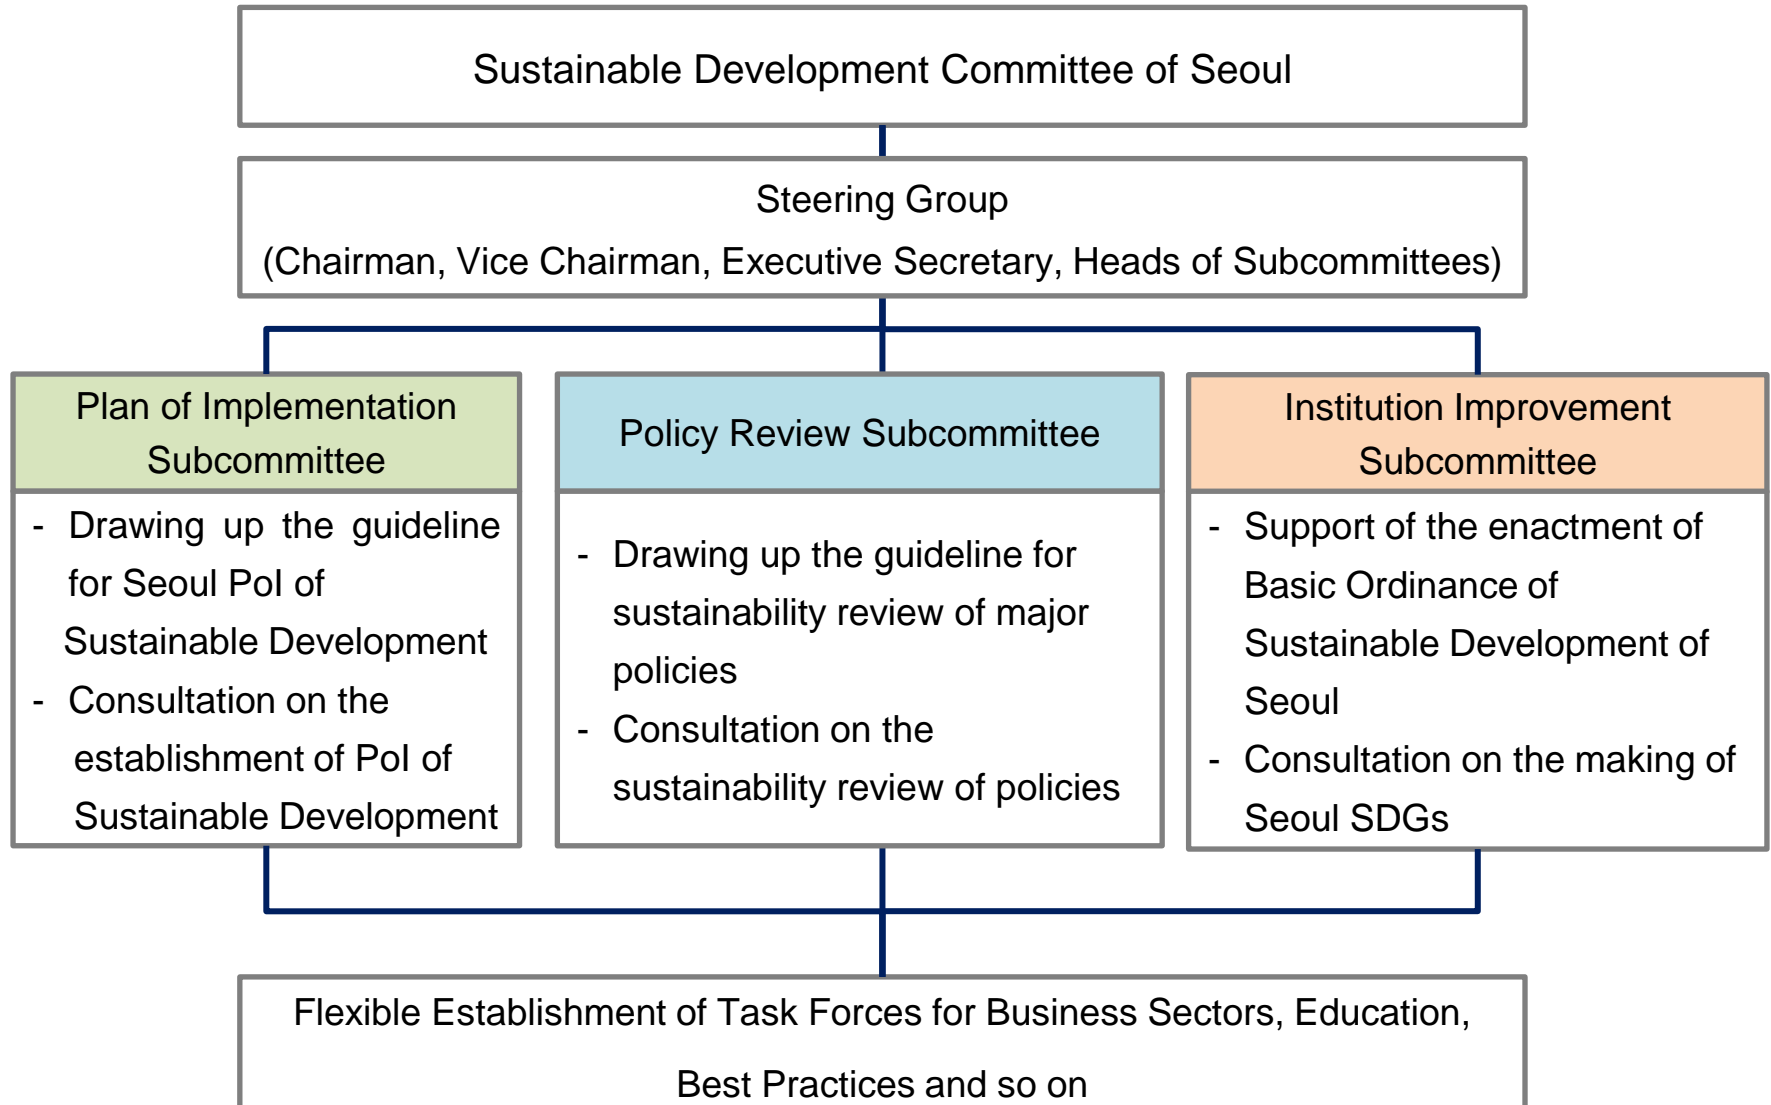 Sustainable Development Committee of Seoul
Steering Group
(Chairman, Vice Chairman, Executive Secretary, Heads of Subcommittees)
Plan of Implementation
Subcommittee
- Drawing up the guideline
for Seoul PoI of
Sustainable Development
- Consultation on the
establishment of PoI of
Sustainable Development
Policy Review Subcommittee
- Drawing up the guideline for
sustainability review of major
policies
- Consultation on the
sustainability review of policies
Institution Improvement
Subcommittee
- Support of the enactment of
Basic Ordinance of
Sustainable Development of
Seoul
- Consultation on the making of
Seoul SDGs
Flexible Establishment of Task Forces for Business Sectors, Education,
Best Practices and so on